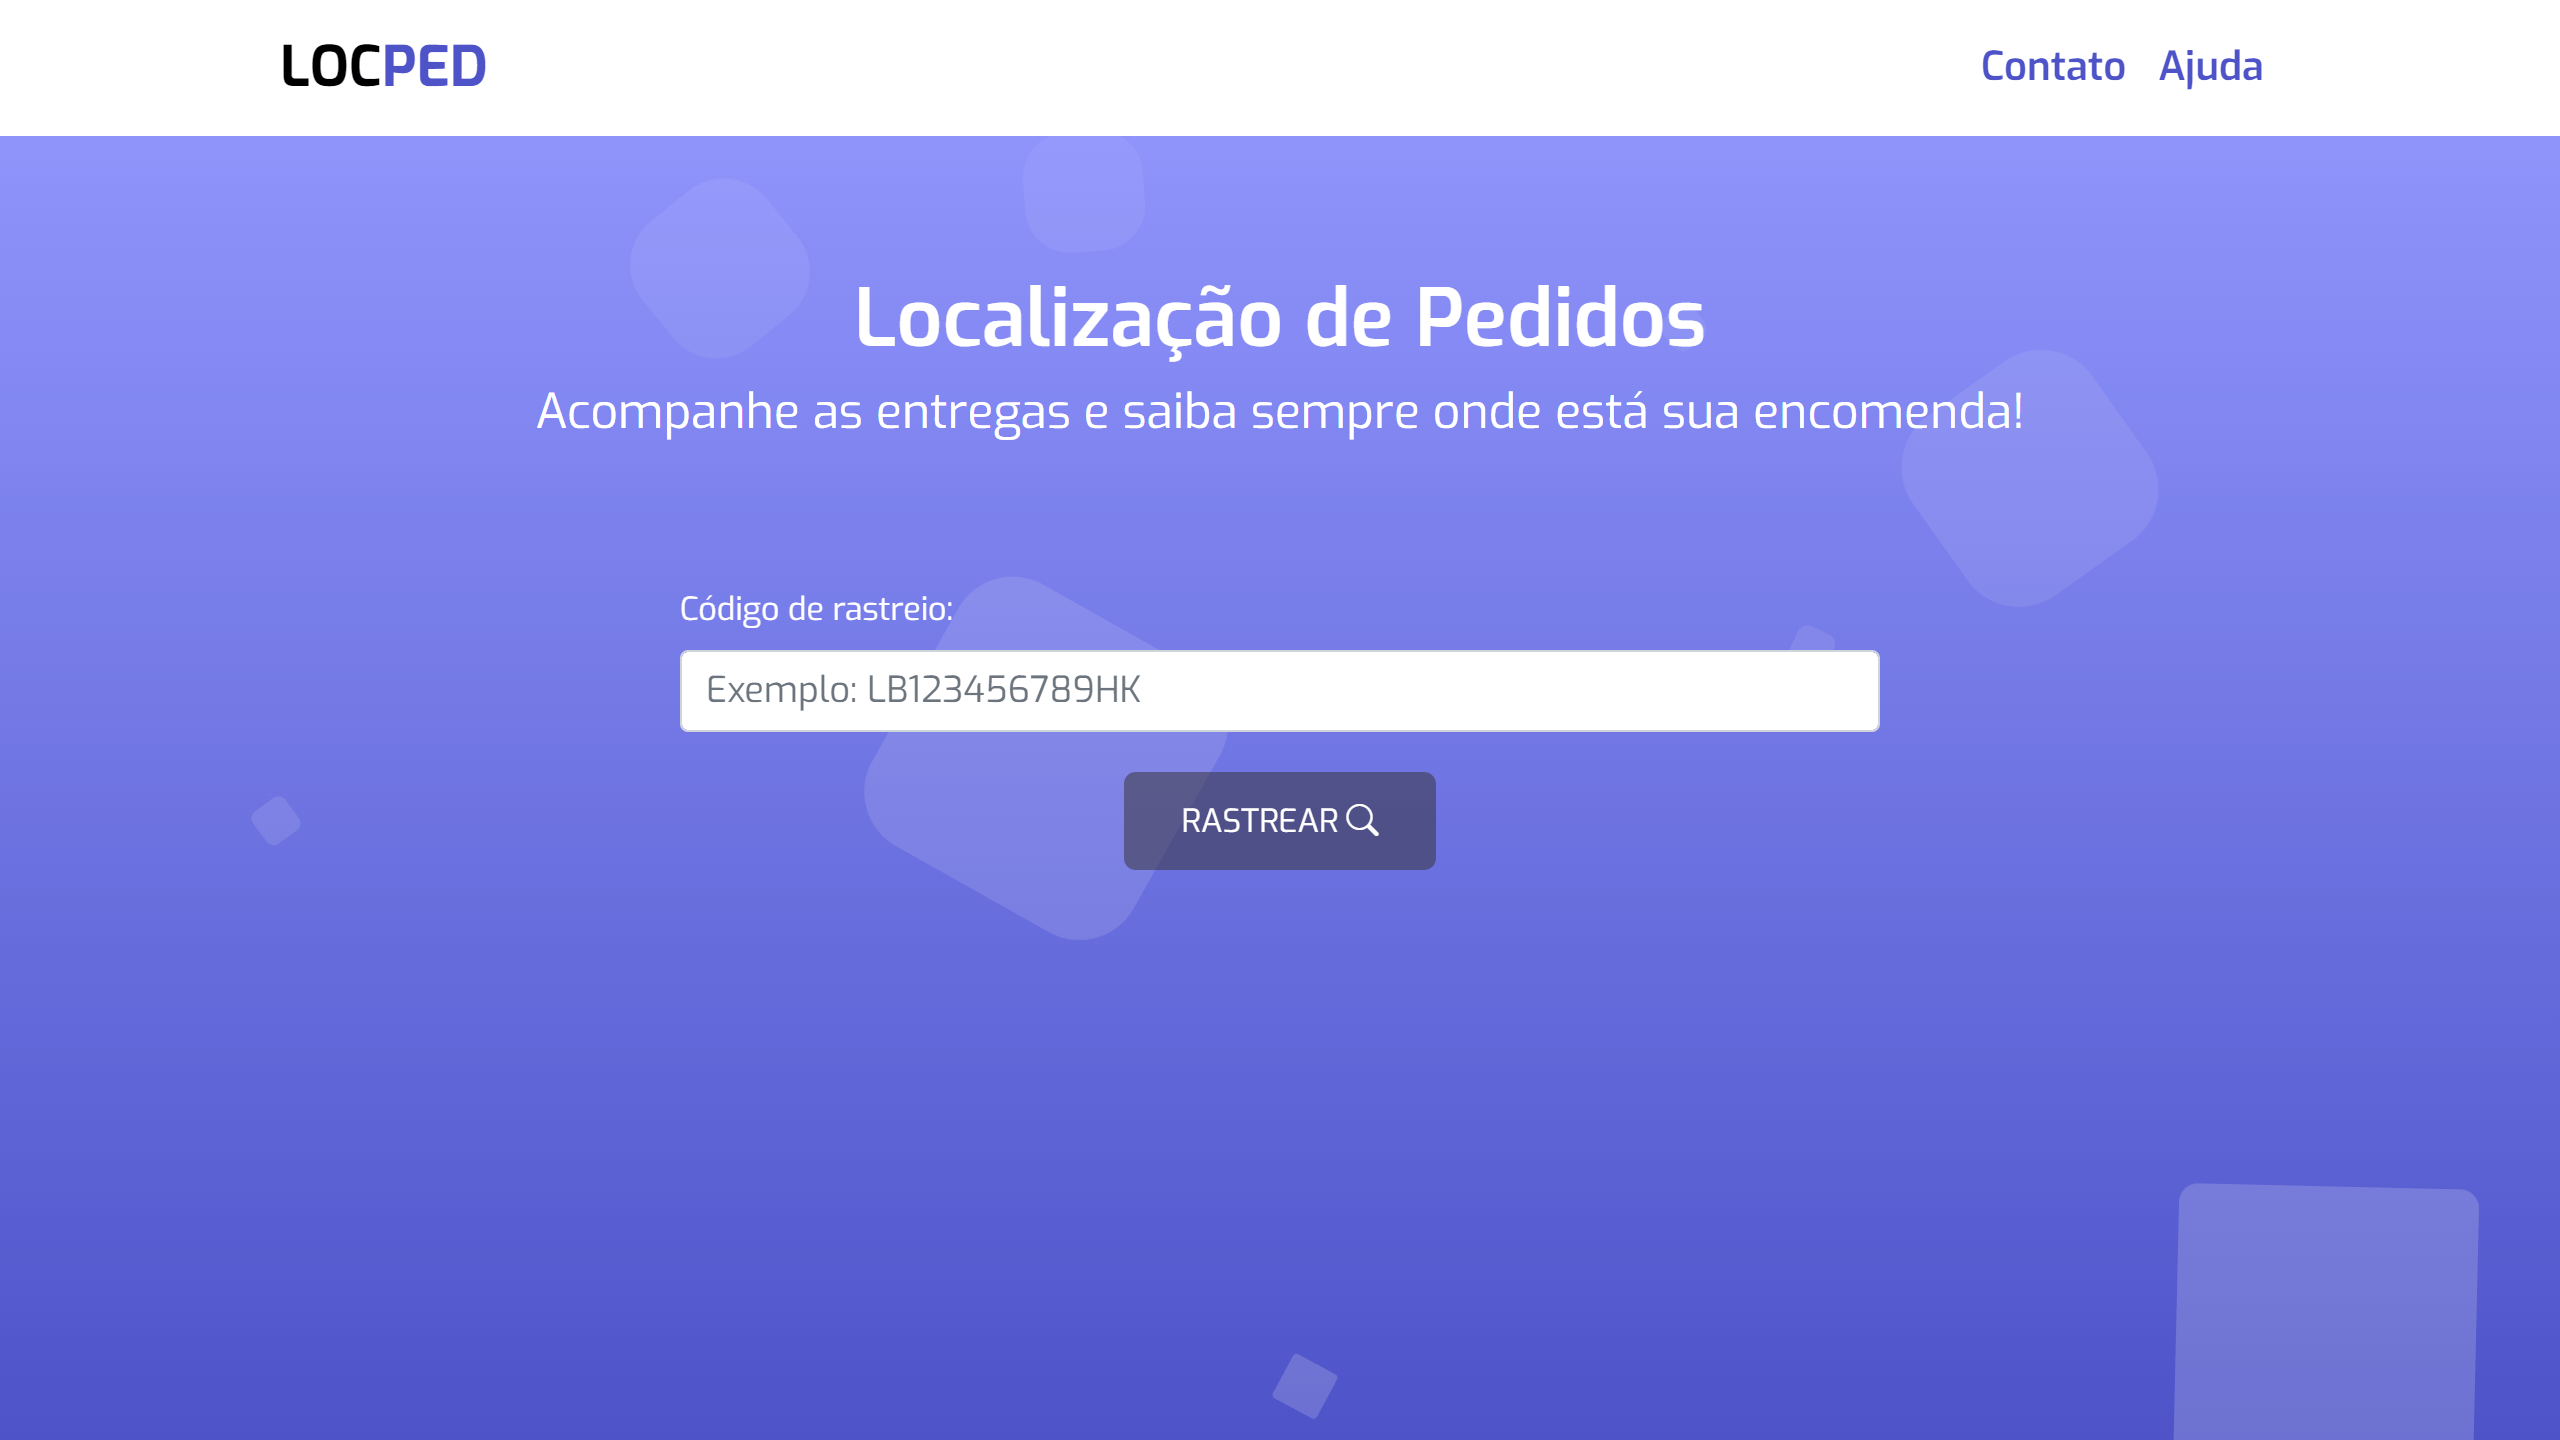 LOCPED
Contato Ajuda
Localização de Pedidos
Acompanhe as entregas e saiba sempre onde está sua encomenda!
Código de rastreio:
Exemplo: LB123456789HK
RASTREAR